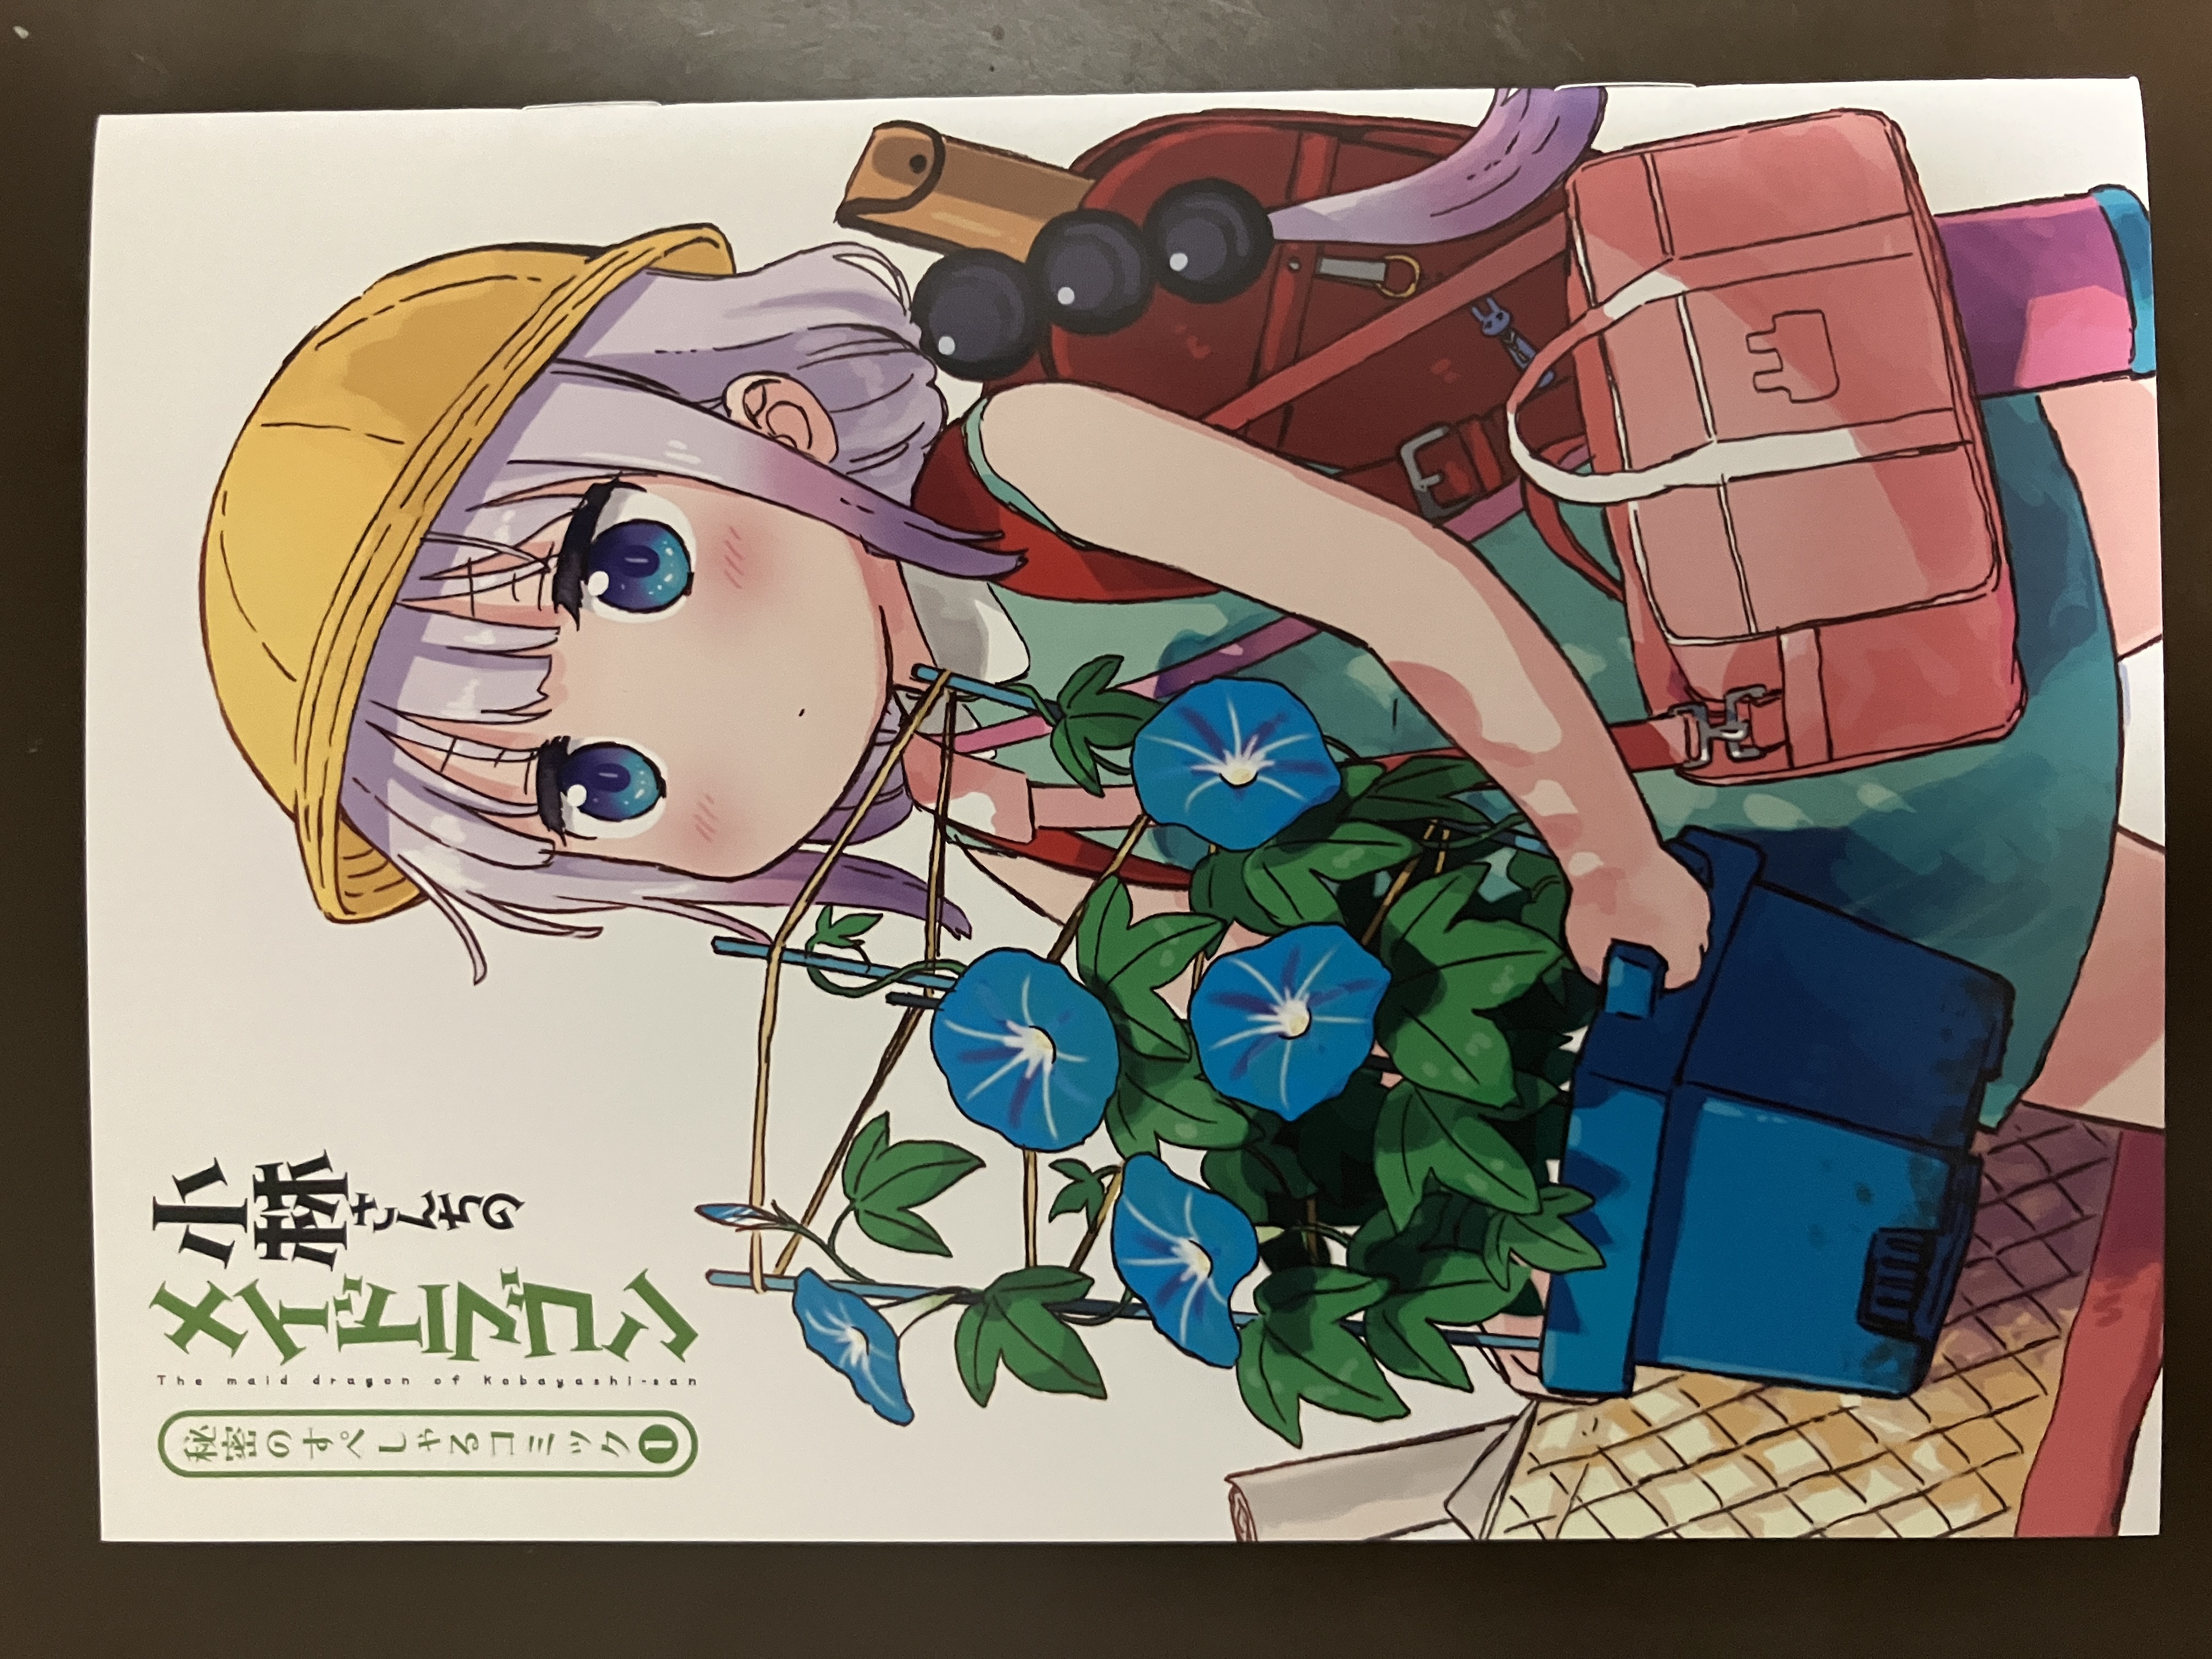 小林さんちの
メイドラゴン
The maid dragon of Kobayashi-san
秘密のすぺしゃるコミック1